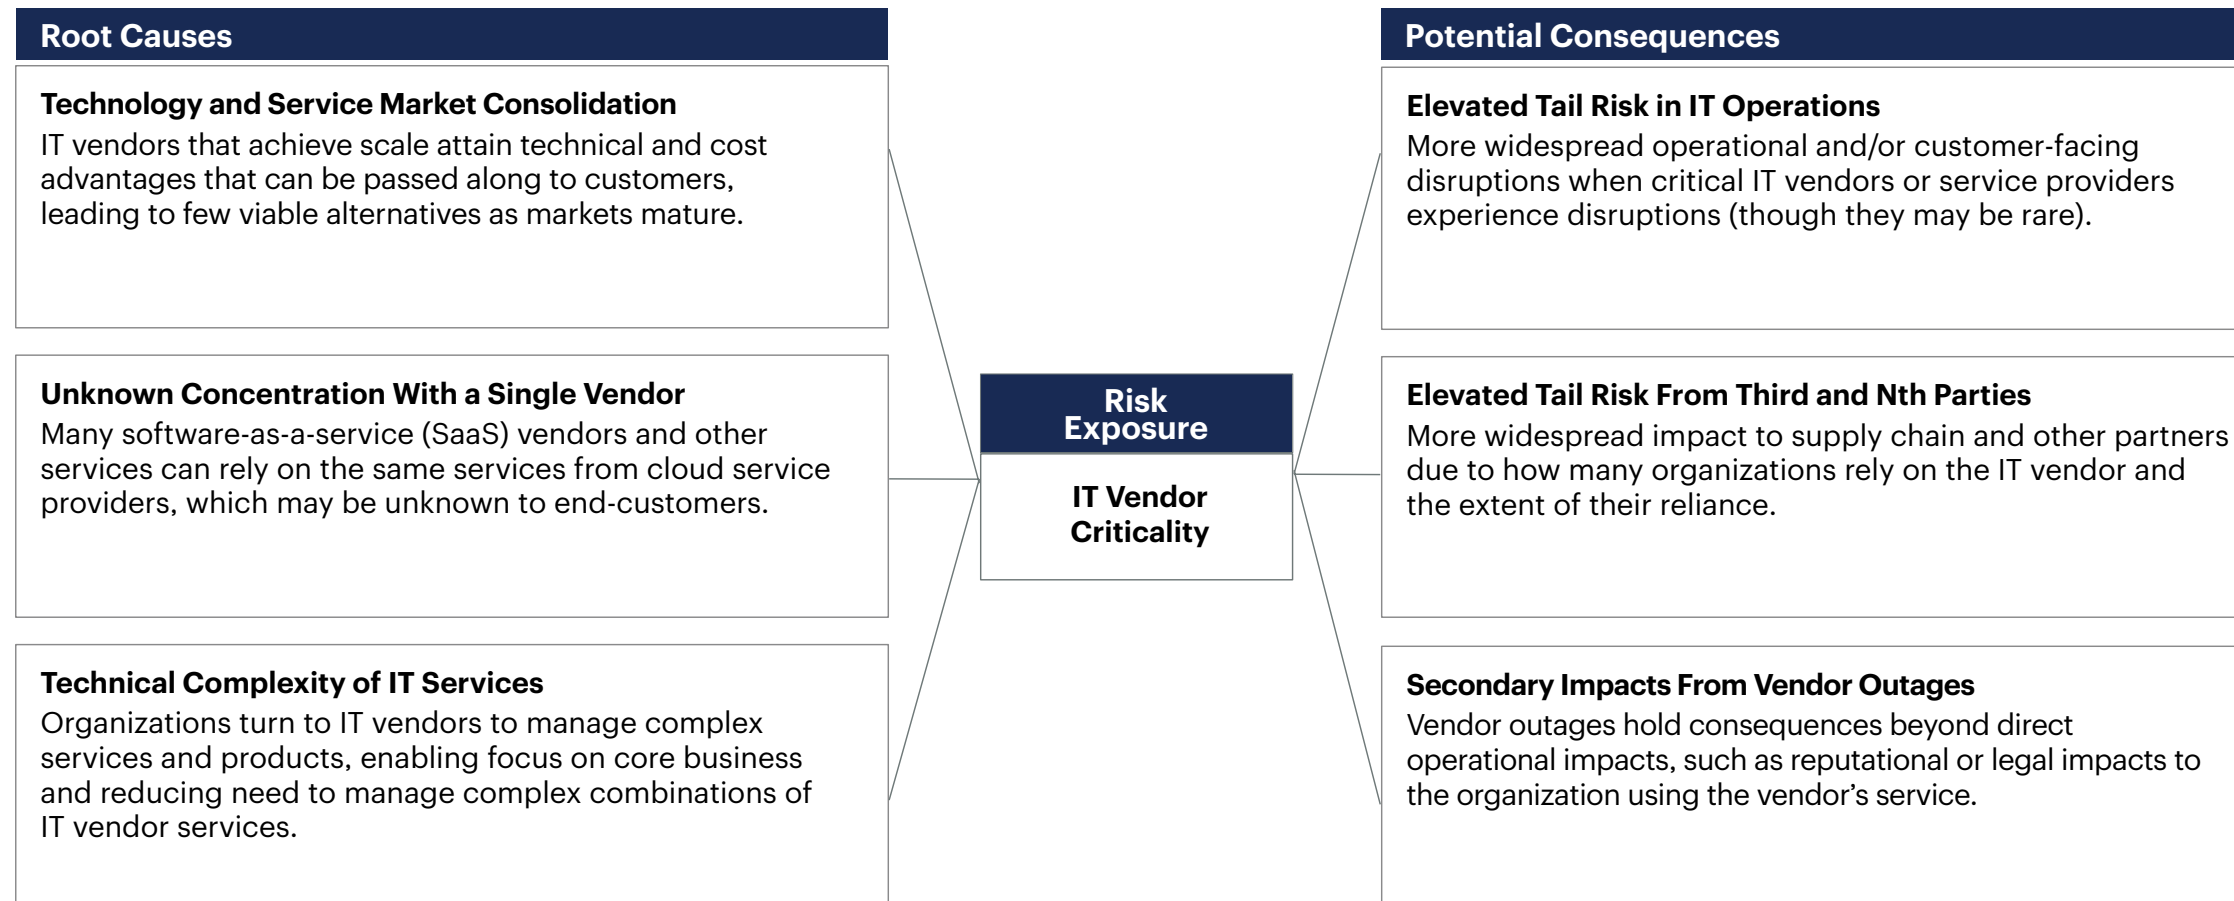 Root Causes
Technology and Service Market Consolidation
IT vendors that achieve scale attain technical and cost
advantages that can be passed along to customers,
leading to few viable alternatives as markets mature.
Unknown Concentration With a Single Vendor
Many software-as-a-service (SaaS) vendors and other
services can rely on the same services from cloud service
providers, which may be unknown to end-customers.
Technical Complexity of IT Services
Organizations turn to IT vendors to manage complex
services and products, enabling focus on core business
and reducing need to manage complex combinations of
IT vendor services.
Risk
Exposure
IT Vendor
Criticality
Potential Consequences
Elevated Tail Risk in IT Operations
More widespread operational and/or customer-facing
disruptions when critical IT vendors or service providers
experience disruptions (though they may be rare).
Elevated Tail Risk From Third and Nth Parties
More widespread impact to supply chain and other partners
due to how many organizations rely on the IT vendor and
the extent of their reliance.
Secondary Impacts From Vendor Outages
Vendor outages hold consequences beyond direct
operational impacts, such as reputational or legal impacts to
the organization using the vendor’s service.